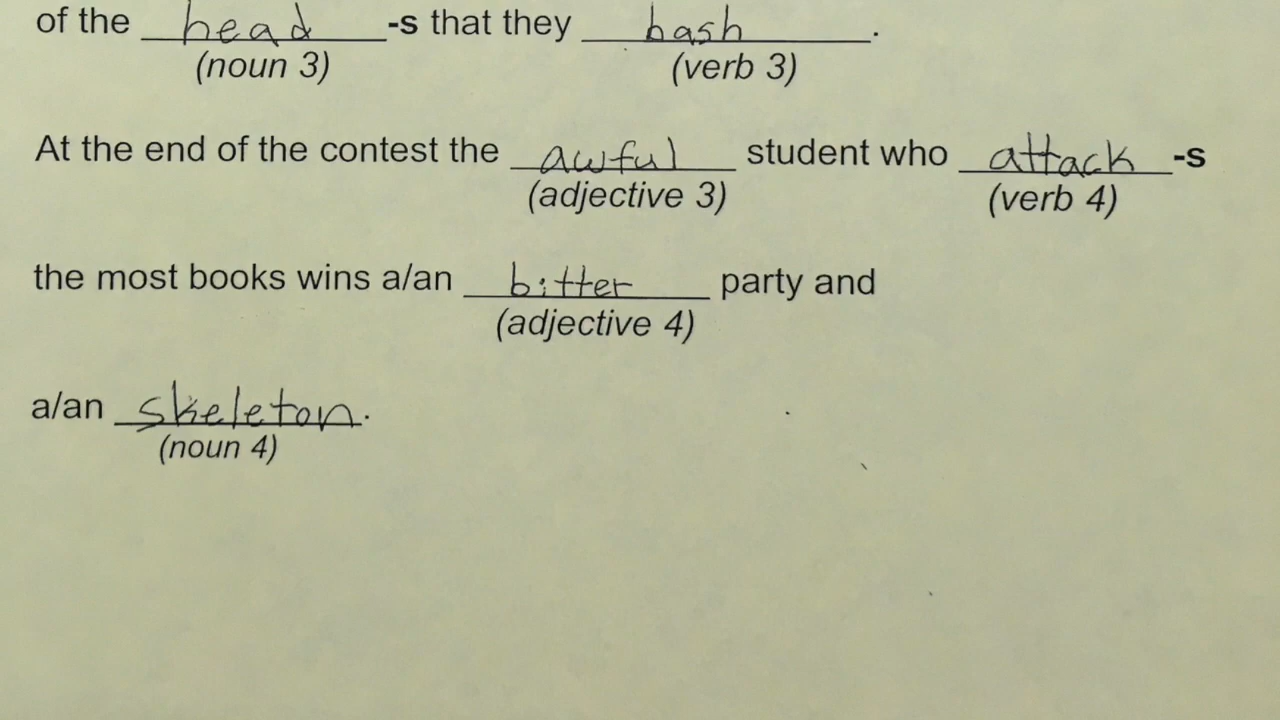 of the head -s that they bash.
(noun 3) (verb 3)
At the end of the contest the awful student who attack -s
(adjective 3) (verb 4)
the most books wins a/an bitter party and
(adjective 4)
a/an skeleton.
(noun 4)